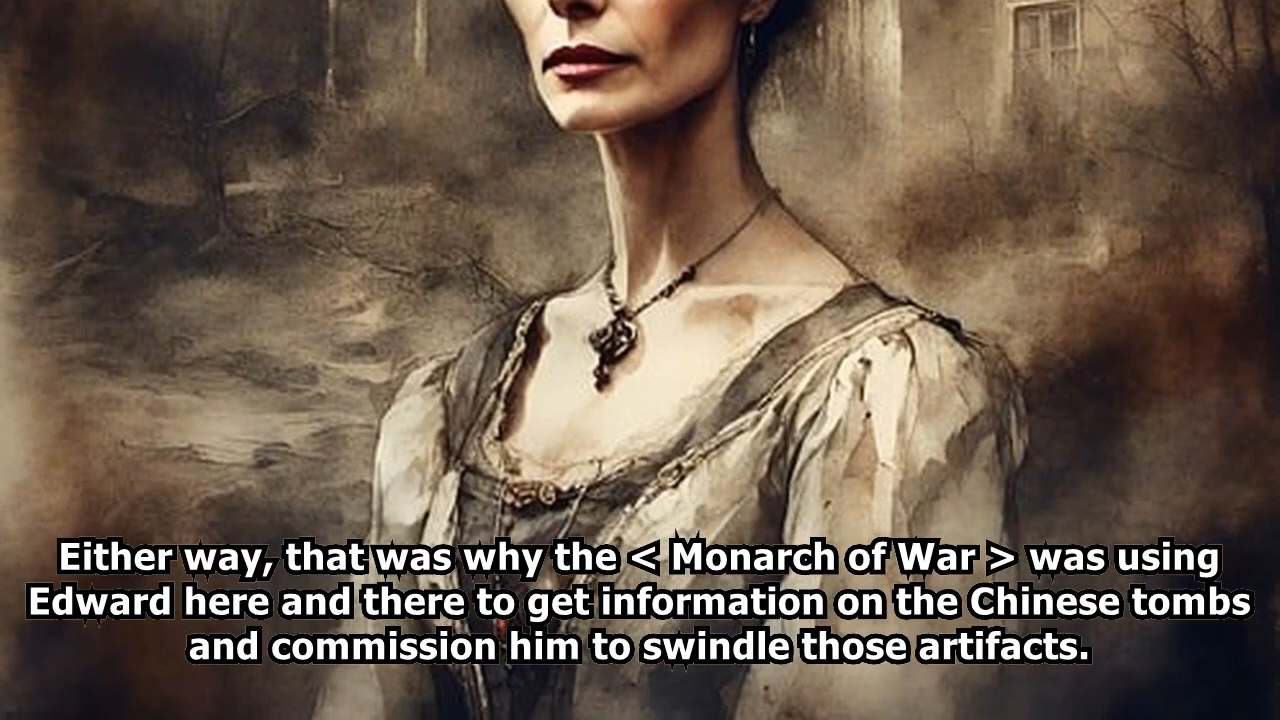 Either way, that was why the < Monarch of War > was using
Edward here and there to get information on the Chinese tombs
and commission him to swindle those artifacts.